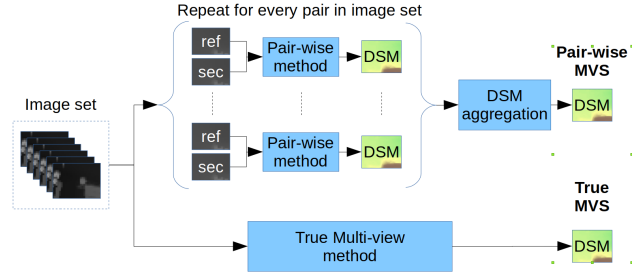 Repeat for every pair in image set
ref
sec
Pair-wise
method
DSM
Image set
ref
sec
Pair-wise
method
DSM
DSM
aggregation
Pair-wise
MVS
DSM
True Multi-view
method
True
MVS
DSM